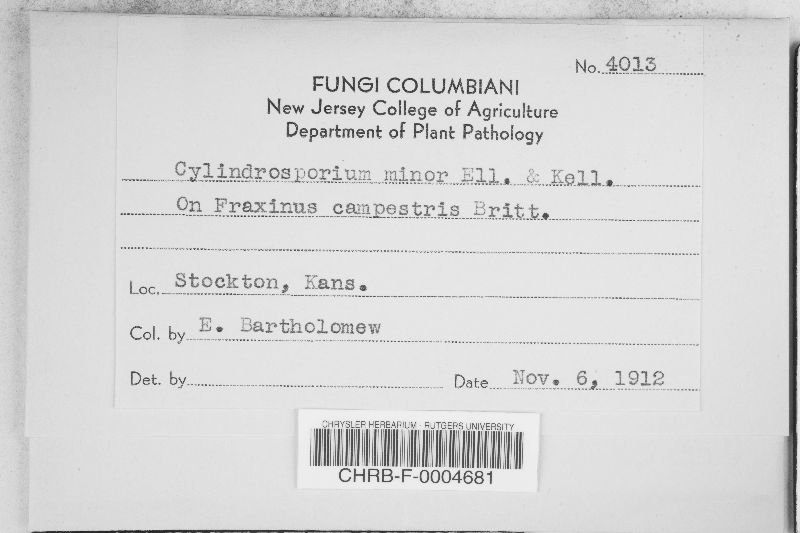 No. 4013
FUNGI COLUMBIANI
New Jersey College of Agriculture
Department of Plant Pathology
Cylindrosporium minor Ell. & Kell.
On Fraxinus campestris Britt.
Loc. Stockton, Kans.
Col. by E. Bartholomew
Det. by
Date Nov. 6, 1912
CHRYSLER HERBARIUM - RUTGERS UNIVERSITY
CHRB-F-0004681